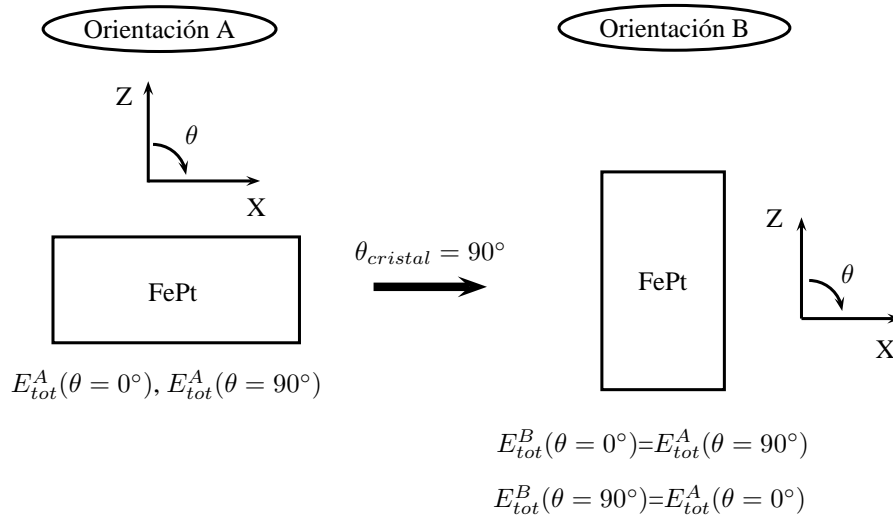 Orientación A
Z
θ
X
FePt
E^A_{tot}(θ = 0°), E^A_{tot}(θ = 90°)
θ_{cristal} = 90°
Orientación B
FePt
Z
θ
X
E^B_{tot}(θ = 0°)=E^A_{tot}(θ = 90°)
E^B_{tot}(θ = 90°)=E^A_{tot}(θ = 0°)